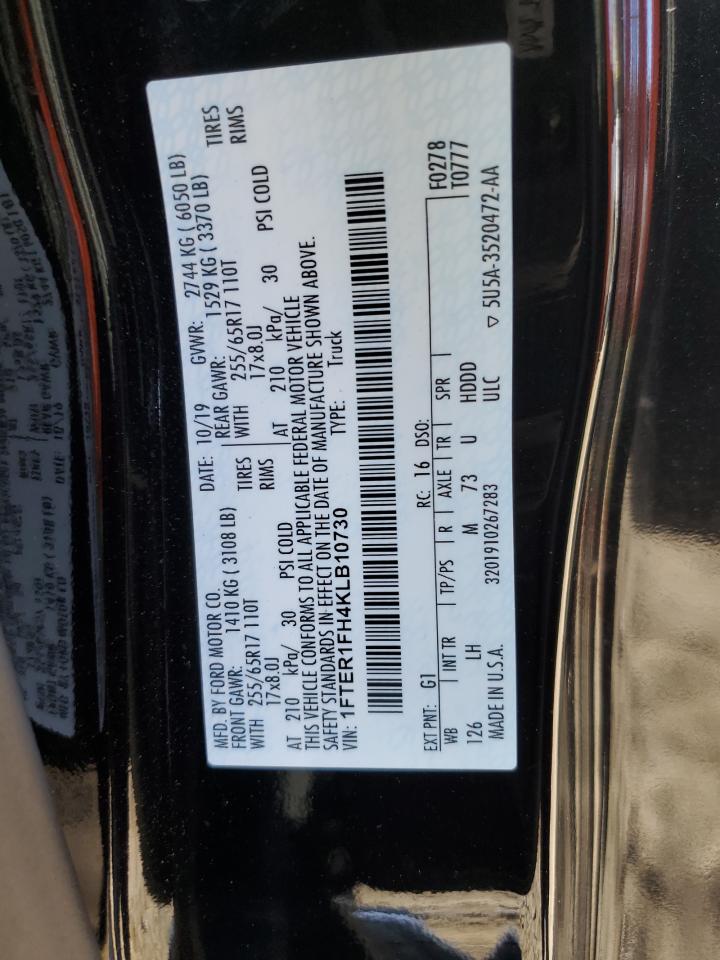 MFD. BY FORD MOTOR CO.
DATE: 10/19
GVWR: 2744 KG ( 6050 LB)
FRONT GAWR: 1410 KG ( 3108 LB)
REAR GAWR: 1529 KG ( 3370 LB)
WITH 255/65R17 110T TIRES
WITH 255/65R17 110T TIRES
17x8.0J RIMS
17x8.0J RIMS
AT 210 kPa/ 30 PSI COLD
AT 210 kPa/ 30 PSI COLD
THIS VEHICLE CONFORMS TO ALL APPLICABLE FEDERAL MOTOR VEHICLE
SAFETY STANDARDS IN EFFECT ON THE DATE OF MANUFACTURE SHOWN ABOVE.
VIN: 1FTER1FH4KLB10730
TYPE: Truck
F0278
T0777
EXT PNT: G1 RC: 16 DSO:
WB INT TR TP/PS R AXLE TR SPR
126 LH M 73 U HDDD
MADE IN U.S.A. 3201910267283 ULC
▽ 5U5A-3520472-AA